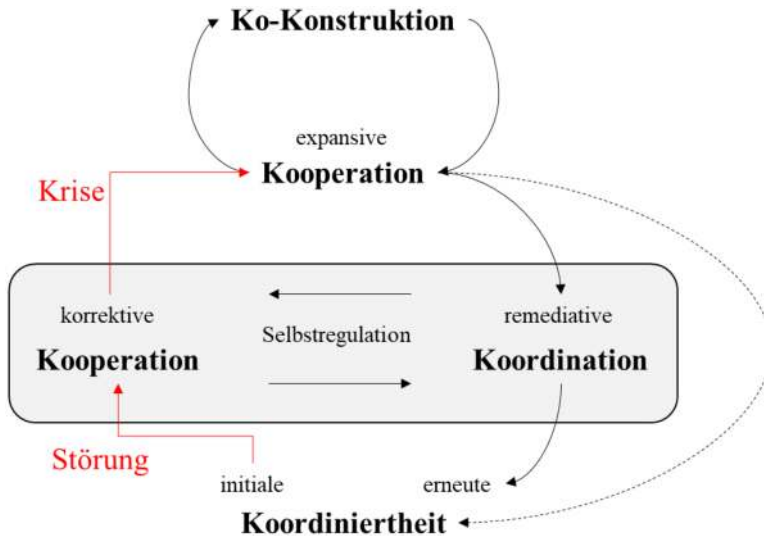 Ko-Konstruktion
expansive
Kooperation
Krise
korrektive
Kooperation
Selbstregulation
remediative
Koordination
Störung
initiale
erneute
Koordiniertheit